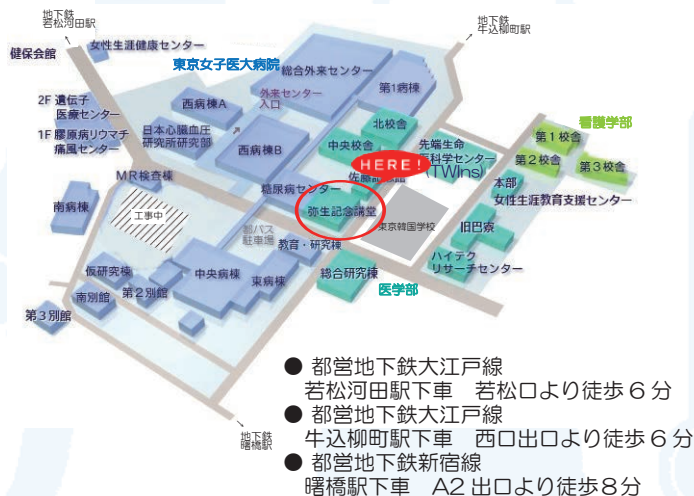 地下鉄
若松河田駅
地下鉄
牛込柳町駅
健保会館
女性生涯健康センター
東京女子医大病院
総合外来センター
第1病棟
外来センター
入口
2F 遺伝子
医療センター
西病棟A
北校舎
看護学部
第1校舎
1F 膠原病リウマチ
痛風センター
日本心臓血圧
研究所研究部
西病棟B
中央校舎
先端生命
医科学センター
(TWIns)
HERE!
第2校舎
第3校舎
MR検査棟
糖尿病センター
本部
女性生涯教育支援センター
南病棟
工事中
弥生記念講堂
都バス
駐車場
東京韓国学校
旧巴寮
教育・研究棟
仮研究棟
中央病棟
東病棟
総合研究棟
ハイテク
リサーチセンター
南別館
第2別館
医学部
第3別館
地下鉄
曙橋駅
● 都営地下鉄大江戸線
若松河田駅下車 若松口より徒歩6分
● 都営地下鉄大江戸線
牛込柳町駅下車 西口出口より徒歩6分
● 都営地下鉄新宿線
曙橋駅下車 A2出口より徒歩8分